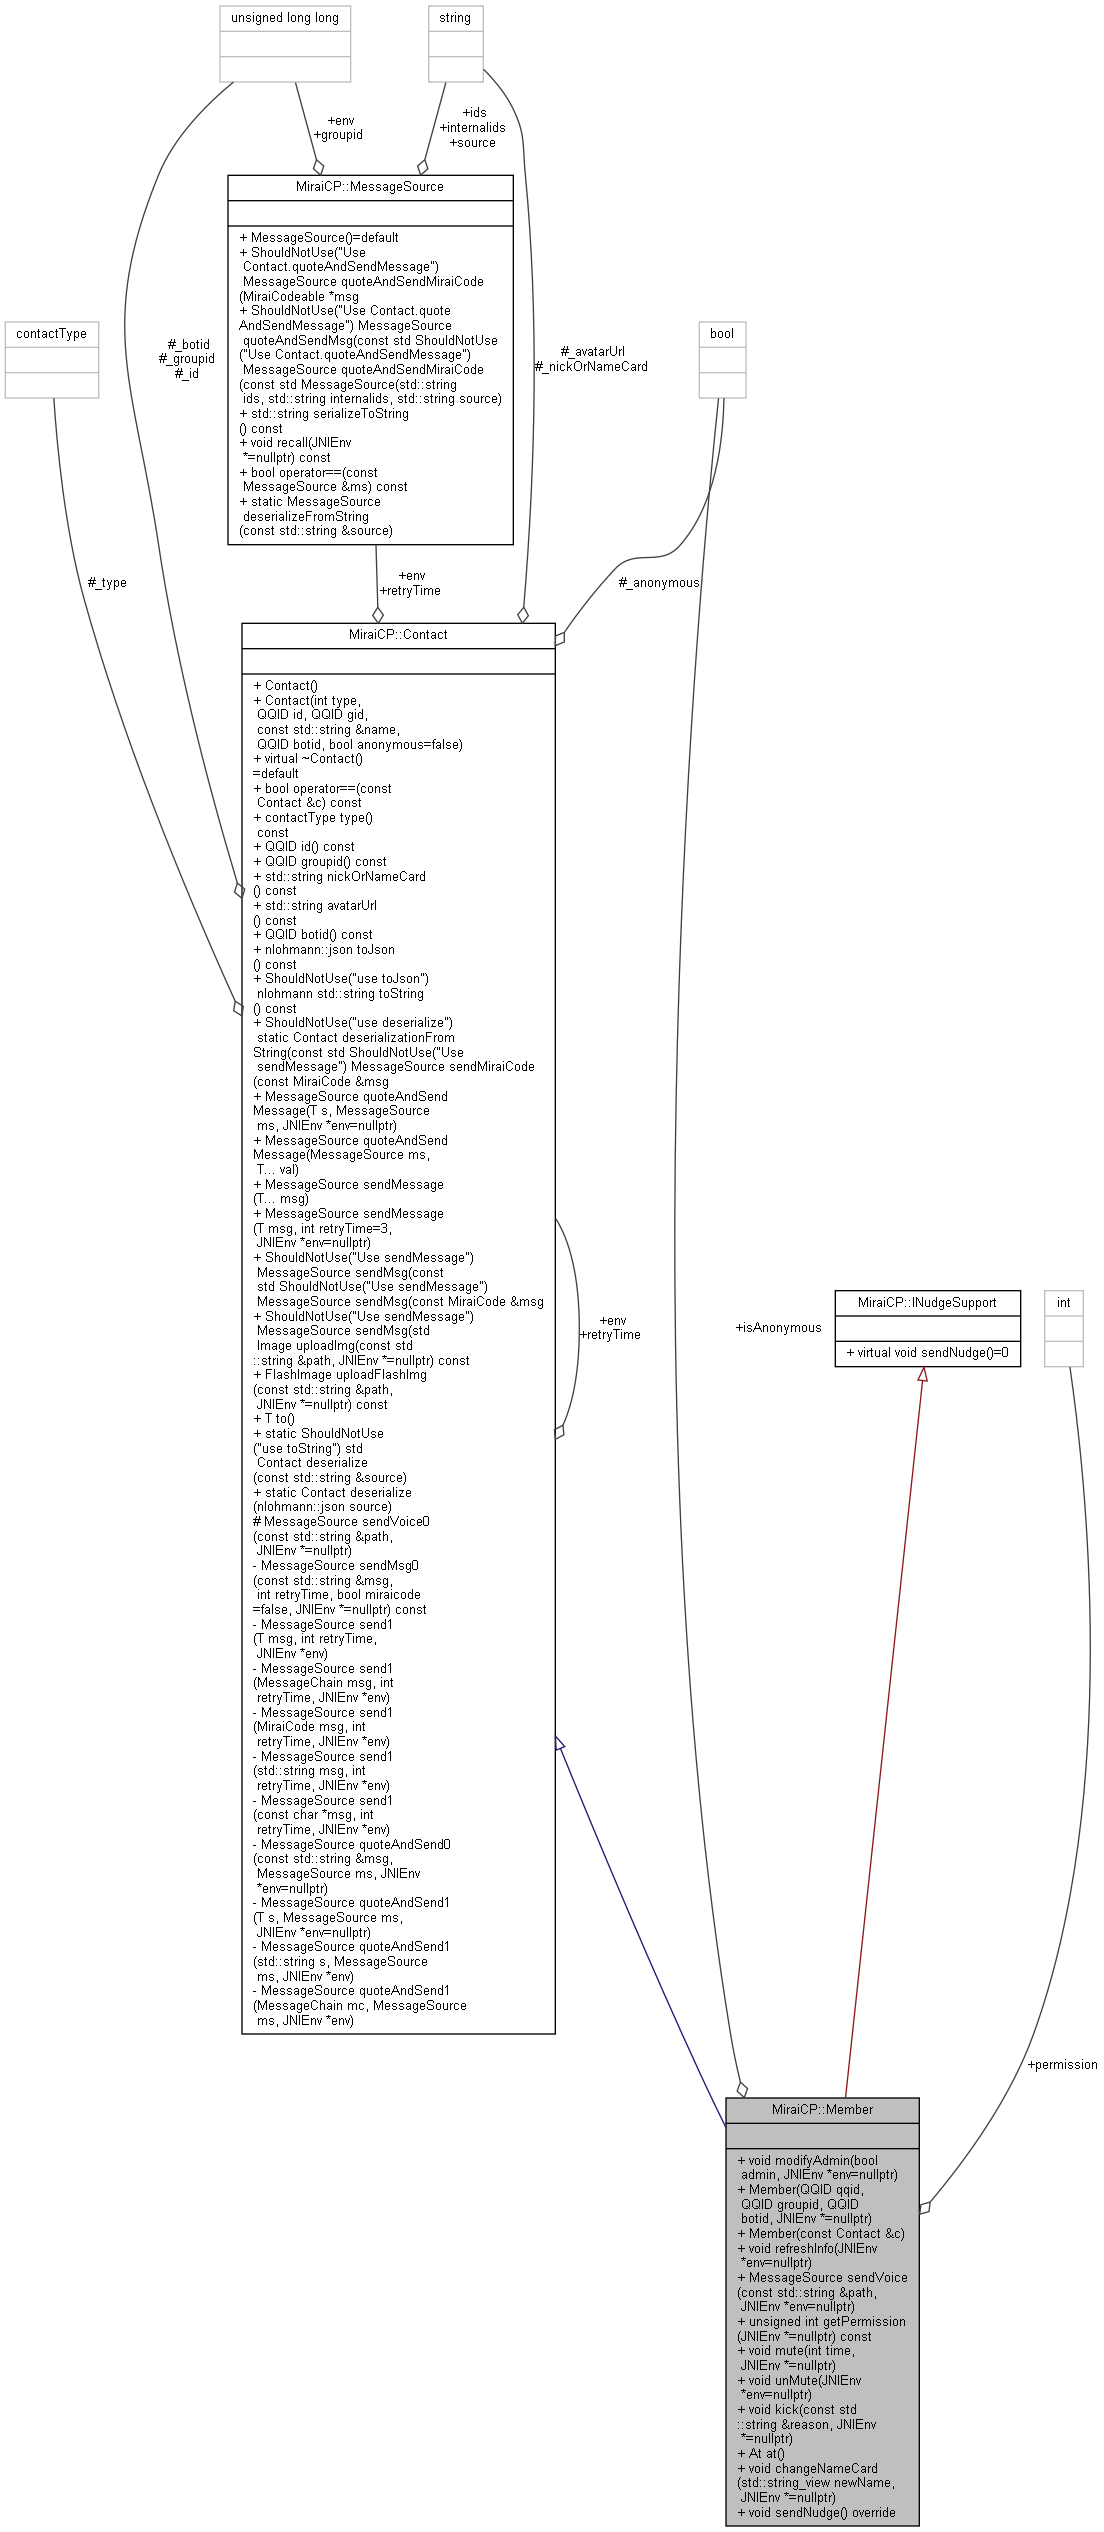 unsigned long long
string
+env
+groupid
+ids
+internalids
+source
MiraiCP::MessageSource
+ MessageSource()=default
+ ShouldNotUse("Use
Contact.quoteAndSendMessage")
MessageSource quoteAndSendMiraiCode
(MiraiCodeable *msg
+ ShouldNotUse("Use Contact.quote
AndSendMessage") MessageSource
quoteAndSendMsg(const std ShouldNotUse
("Use Contact.quoteAndSendMessage")
MessageSource quoteAndSendMiraiCode
(const std MessageSource(std::string
ids, std::string internalids, std::string source)
+ std::string serializeToString
() const
+ void recall(JNIEnv
*=nullptr) const
+ bool operator==(const
MessageSource &ms) const
+ static MessageSource
deserializeFromString
(const std::string &source)
contactType
#_botid
#_groupid
#_id
#_avatarUrl
#_nickOrNameCard
bool
#_type
+env
+retryTime
#_anonymous
MiraiCP::Contact
+ Contact()
+ Contact(int type,
QQID id, QQID gid,
const std::string &name,
QQID botid, bool anonymous=false)
+ virtual ~Contact()
=default
+ bool operator==(const
Contact &c) const
+ contactType type()
const
+ QQID id() const
+ QQID groupid() const
+ std::string nickOrNameCard
() const
+ std::string avatarUrl
() const
+ QQID botid() const
+ nlohmann::json toJson
() const
+ ShouldNotUse("use toJson")
nlohmann std::string toString
() const
+ ShouldNotUse("use deserialize")
static Contact deserializationFrom
String(const std ShouldNotUse("Use
sendMessage") MessageSource sendMiraiCode
(const MiraiCode &msg
+ MessageSource quoteAndSend
Message(T s, MessageSource
ms, JNIEnv *env=nullptr)
+ MessageSource quoteAndSend
Message(MessageSource ms,
T... val)
+ MessageSource sendMessage
(T... msg)
+ MessageSource sendMessage
(T msg, int retryTime=3,
JNIEnv *env=nullptr)
+ ShouldNotUse("Use sendMessage")
MessageSource sendMsg(const
std ShouldNotUse("Use sendMessage")
MessageSource sendMsg(const MiraiCode &msg
+ ShouldNotUse("Use sendMessage")
MessageSource sendMsg(std
Image uploadImg(const std
::string &path, JNIEnv *=nullptr) const
+ FlashImage uploadFlashImg
(const std::string &path,
JNIEnv *=nullptr) const
+ T to()
+ static ShouldNotUse
("use toString") std
Contact deserialize
(const std::string &source)
+ static Contact deserialize
(nlohmann::json source)
# MessageSource sendVoice0
(const std::string &path,
JNIEnv *=nullptr)
- MessageSource sendMsg0
(const std::string &msg,
int retryTime, bool miraicode
=false, JNIEnv *=nullptr) const
- MessageSource send1
(T msg, int retryTime,
JNIEnv *env)
- MessageSource send1
(MessageChain msg, int
retryTime, JNIEnv *env)
- MessageSource send1
(MiraiCode msg, int
retryTime, JNIEnv *env)
- MessageSource send1
(std::string msg, int
retryTime, JNIEnv *env)
- MessageSource send1
(const char *msg, int
retryTime, JNIEnv *env)
- MessageSource quoteAndSend0
(const std::string &msg,
MessageSource ms, JNIEnv
*env=nullptr)
- MessageSource quoteAndSend1
(T s, MessageSource ms,
JNIEnv *env=nullptr)
- MessageSource quoteAndSend1
(std::string s, MessageSource
ms, JNIEnv *env)
- MessageSource quoteAndSend1
(MessageChain mc, MessageSource
ms, JNIEnv *env)
+env
+retryTime
+isAnonymous
MiraiCP::INudgeSupport
+ virtual void sendNudge()=0
int
+permission
MiraiCP::Member
+ void modifyAdmin(bool
admin, JNIEnv *env=nullptr)
+ Member(QQID qqid,
QQID groupid, QQID
botid, JNIEnv *=nullptr)
+ Member(const Contact &c)
+ void refreshInfo(JNIEnv
*env=nullptr)
+ MessageSource sendVoice
(const std::string &path,
JNIEnv *env=nullptr)
+ unsigned int getPermission
(JNIEnv *=nullptr) const
+ void mute(int time,
JNIEnv *=nullptr)
+ void unMute(JNIEnv
*env=nullptr)
+ void kick(const std
::string &reason, JNIEnv
*=nullptr)
+ At at()
+ void changeNameCard
(std::string_view newName,
JNIEnv *=nullptr)
+ void sendNudge() override